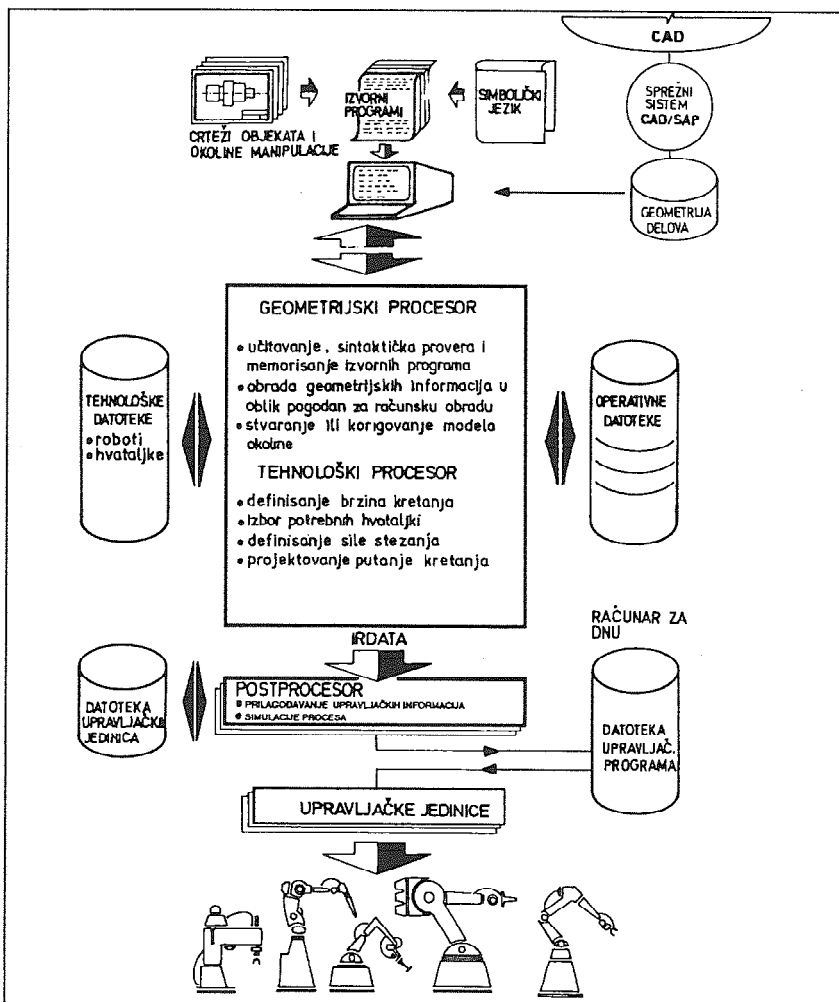 CAD
SPREŽNI
SISTEM
CAD/SAP
GEOMETRIJA
DELOVA
CRTEŽI OBJEKATA I
OKOLINE MANIPULACIJE
IZVORNI
PROGRAMI
SIMBOLIČKI
JEZIK
GEOMETRIJSKI PROCESOR
• učitavanje, sintaktička provera i
memorisanje izvornih programa
• obrada geometrijskih informacija u
oblik pogodan za računsku obradu
• stvaranje ili korigovanje modela
okoline
TEHNOLOŠKI PROCESOR
• definisanje brzina kretanja
• izbor potrebnih hvataljki
• definisanje sile stezanja
• projektovanje putanje kretanja
TEHNOLOŠKE
DATOTEKE
• roboti
• hvataljke
OPERATIVNE
DATOTEKE
IRDATA
RAČUNAR ZA
DNU
DATOTEKA
UPRAVLJAČKIH
JEDINICA
POSTPROCESOR
• PRILAGOĐAVANJE UPRAVLJAČKIH INFORMACIJA
• SIMULACIJE PROCESA
DATOTEKA
UPRAVLJAČ.
PROGRAMA
UPRAVLJAČKE JEDINICE